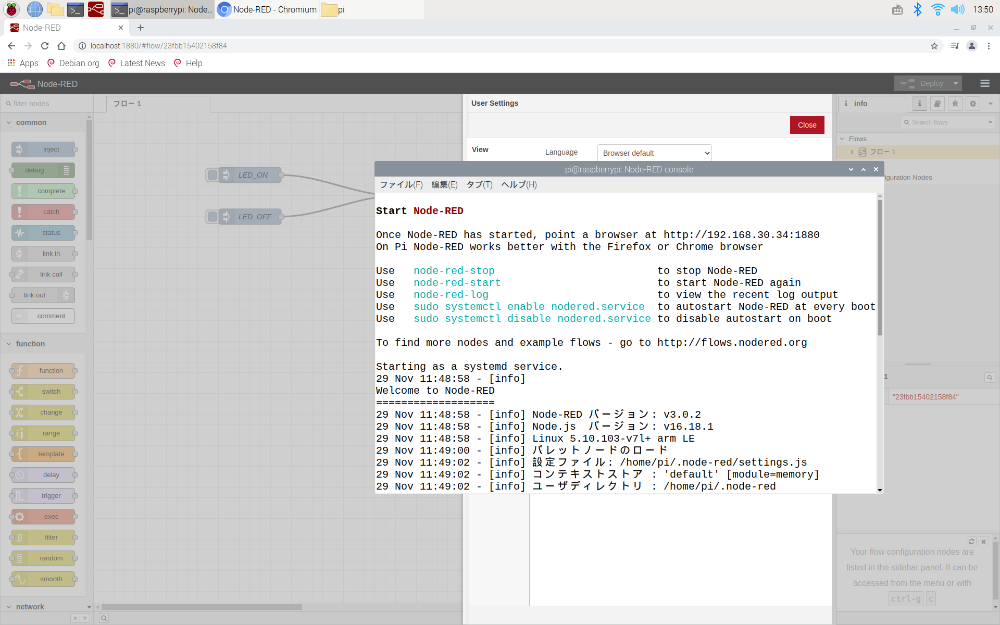 pi@raspberrypi: Node...
Node-RED - Chromium
pi
13:50
Node-RED
localhost:1880/#flow/23fbb15402158f84
Apps
Debian.org
Latest News
Help
Node-RED
Deploy
filter nodes
フロー 1
User Settings
info
common
Close
Search flows
inject
View
Language
Browser default
Flows
フロー 1
debug
LED_ON
pi@raspberrypi: Node-RED console
iguration Nodes
ファイル(F) 編集(E) タブ(T) ヘルプ(H)
complete
catch
LED_OFF
status
link in
link call
link out
comment
function
function
switch
change
range
template
delay
trigger
exec
filter
random
smooth
network
Start Node-RED
Once Node-RED has started, point a browser at http://192.168.30.34:1880
On Pi Node-RED works better with the Firefox or Chrome browser
Use node-red-stop to stop Node-RED
Use node-red-start to start Node-RED again
Use node-red-log to view the recent log output
Use sudo systemctl enable nodered.service to autostart Node-RED at every boot
Use sudo systemctl disable nodered.service to disable autostart on boot
To find more nodes and example flows - go to http://flows.nodered.org
Starting as a systemd service.
29 Nov 11:48:58 - [info]
Welcome to Node-RED
===================
29 Nov 11:48:58 - [info] Node-RED バージョン: v3.0.2
29 Nov 11:48:58 - [info] Node.js バージョン: v16.18.1
29 Nov 11:48:58 - [info] Linux 5.10.103-v7l+ arm LE
29 Nov 11:49:00 - [info] パレットノードのロード
29 Nov 11:49:02 - [info] 設定ファイル: /home/pi/.node-red/settings.js
29 Nov 11:49:02 - [info] コンテキストストア : 'default' [module=memory]
29 Nov 11:49:02 - [info] ユーザディレクトリ : /home/pi/.node-red
1
"23fbb15402158f84"
Your flow configuration nodes are
listed in the sidebar panel. It can be
accessed from the menu or with
ctrl-g c